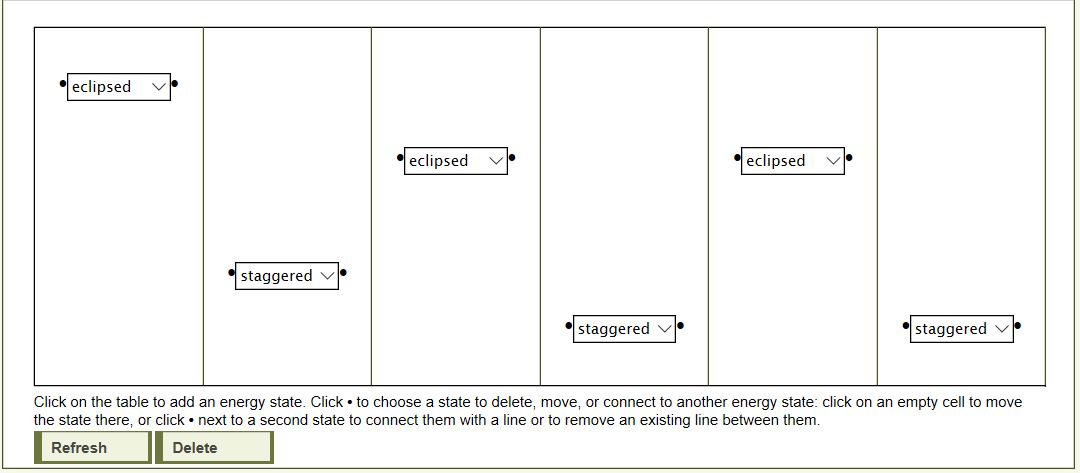 eclipsed
eclipsed
eclipsed
staggered
staggered
staggered
Click on the table to add an energy state. Click • to choose a state to delete, move, or connect to another energy state: click on an empty cell to move
the state there, or click • next to a second state to connect them with a line or to remove an existing line between them.
Refresh
Delete